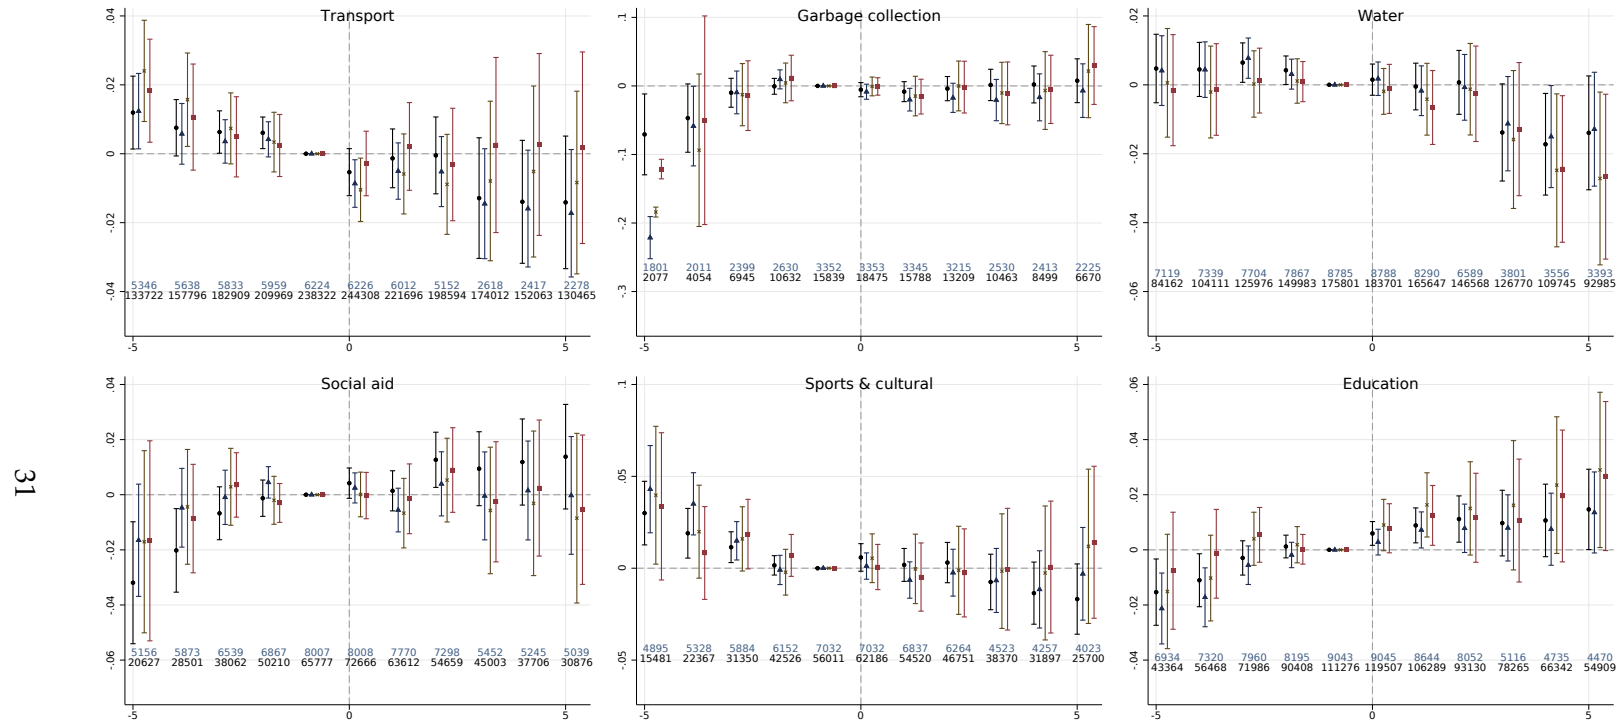 Transport
.04
.02
0
-.02
-.04
5346 5638 5833 5959 6224 6226 6012 5152 2618 2417 2278
133722 157796 182909 209969 238322 244308 221696 198594 174012 152063 130465
-5 0 5
Garbage collection
.1
0
-.1
-.2
-.3
1801 2011 2399 2630 3352 3353 3345 3215 2530 2413 2225
2077 4054 6945 10632 15839 18475 15788 13209 10463 8499 6670
-5 0 5
Water
.02
0
-.02
-.04
-.06
7119 7339 7704 7867 8785 8788 8290 6589 3801 3556 3393
84162 104111 125976 149983 175801 183701 165647 146568 126770 109745 92985
-5 0 5
Social aid
.04
.02
0
-.02
-.04
-.06
5156 5873 6539 6867 8007 8008 7770 7298 5452 5245 5039
20627 28501 38062 50210 65777 72666 63612 54659 45003 37706 30876
-5 0 5
Sports & cultural
.1
.05
0
-.05
4895 5328 5884 6152 7032 7032 6837 6264 4523 4257 4023
15481 22367 31350 42526 56011 62186 54520 46751 38370 31897 25700
-5 0 5
Education
.06
.04
.02
0
-.02
-.04
6934 7320 7960 8195 9043 9045 8644 8052 5116 4735 4470
43364 56468 71986 90408 111276 119507 106289 93130 78265 66342 54909
-5 0 5
31